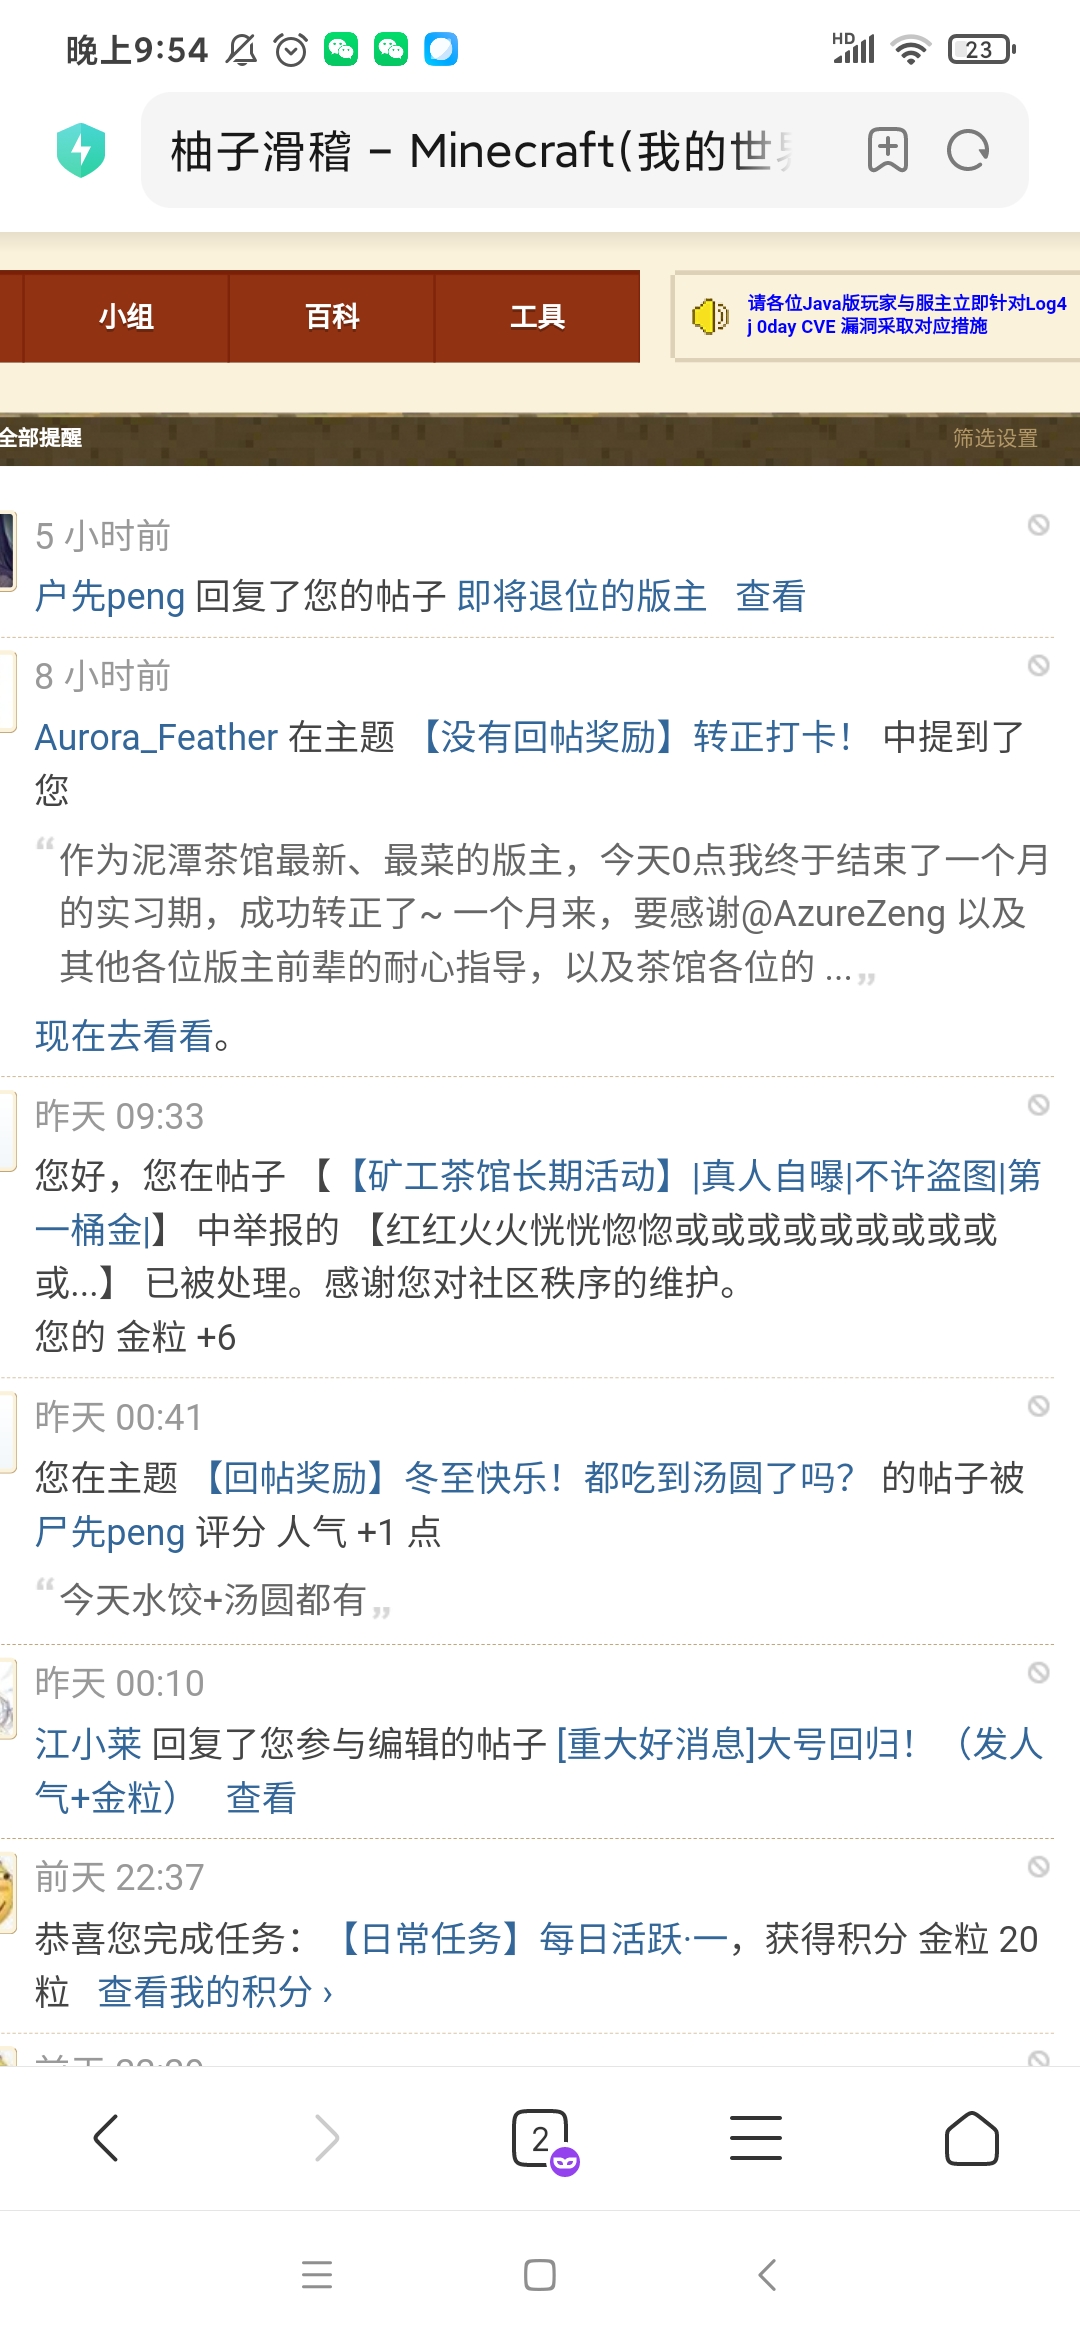 晚上9:54
HD
23
柚子滑稽 – Minecraft(我的世界
小组 百科 工具
请各位Java版玩家与服主立即针对Log4
j 0day CVE 漏洞采取对应措施
全部提醒
筛选设置
5 小时前
户先peng 回复了您的帖子 即将退位的版主 查看
8 小时前
Aurora_Feather 在主题 【没有回帖奖励】转正打卡！ 中提到了
您
“作为泥潭茶馆最新、最菜的版主，今天0点我终于结束了一个月
的实习期，成功转正了~ 一个月来，要感谢@AzureZeng 以及
其他各位版主前辈的耐心指导，以及茶馆各位的 ...”
现在去看看。
昨天 09:33
您好，您在帖子 【【矿工茶馆长期活动】|真人自曝|不许盗图|第
一桶金|】 中举报的 【红红火火恍恍惚惚或或或或或或或或或
或...】 已被处理。感谢您对社区秩序的维护。
您的 金粒 +6
昨天 00:41
您在主题 【回帖奖励】冬至快乐！都吃到汤圆了吗？ 的帖子被
尸先peng 评分 人气 +1 点
“今天水饺+汤圆都有”
昨天 00:10
江小莱 回复了您参与编辑的帖子 [重大好消息]大号回归！（发人
气+金粒） 查看
前天 22:37
恭喜您完成任务：【日常任务】每日活跃·一，获得积分 金粒 20
粒 查看我的积分 ›
2